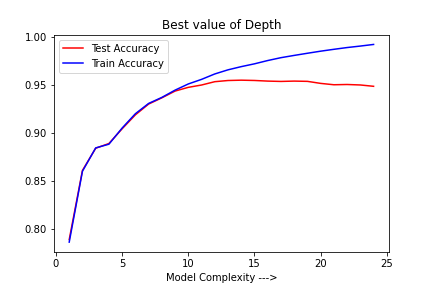 Best value of Depth
Test Accuracy
Train Accuracy
1.00
0.95
0.90
0.85
0.80
0 5 10 15 20 25
Model Complexity --->